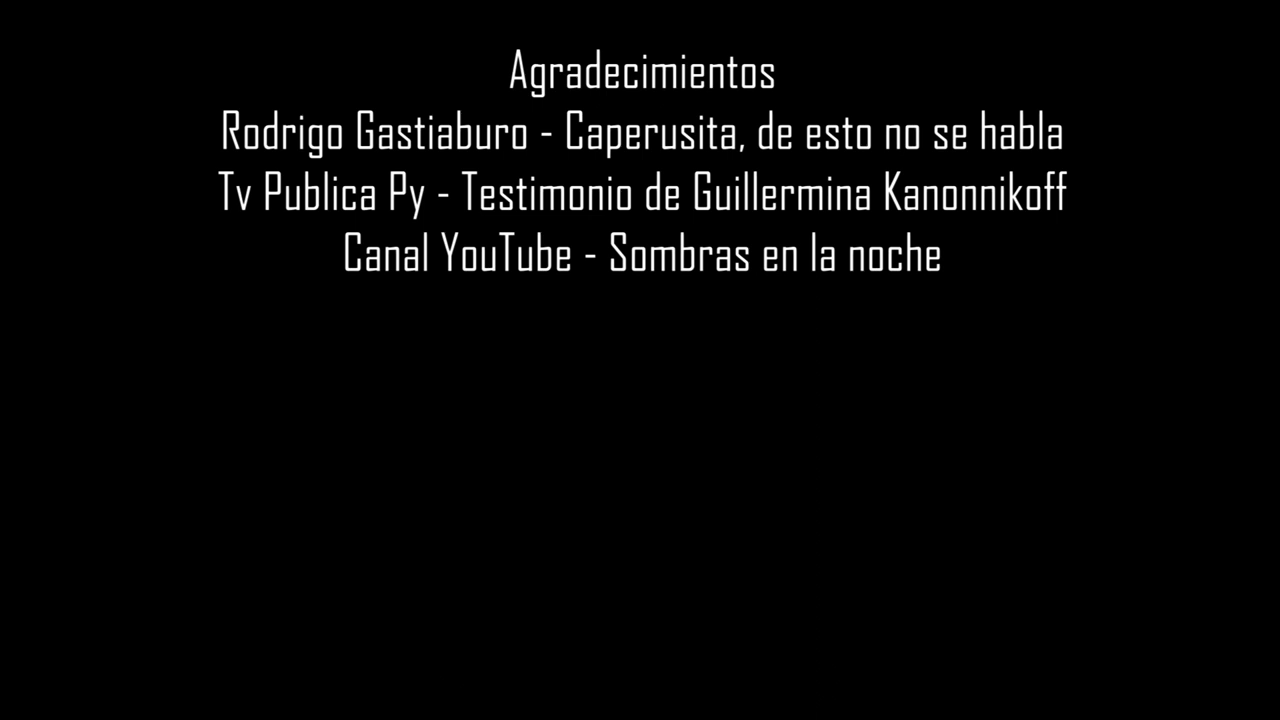 Agradecimientos
Rodrigo Gastiaburo - Caperusita, de esto no se habla
Tv Publica Py - Testimonio de Guillermina Kanonnikoff
Canal YouTube - Sombras en la noche